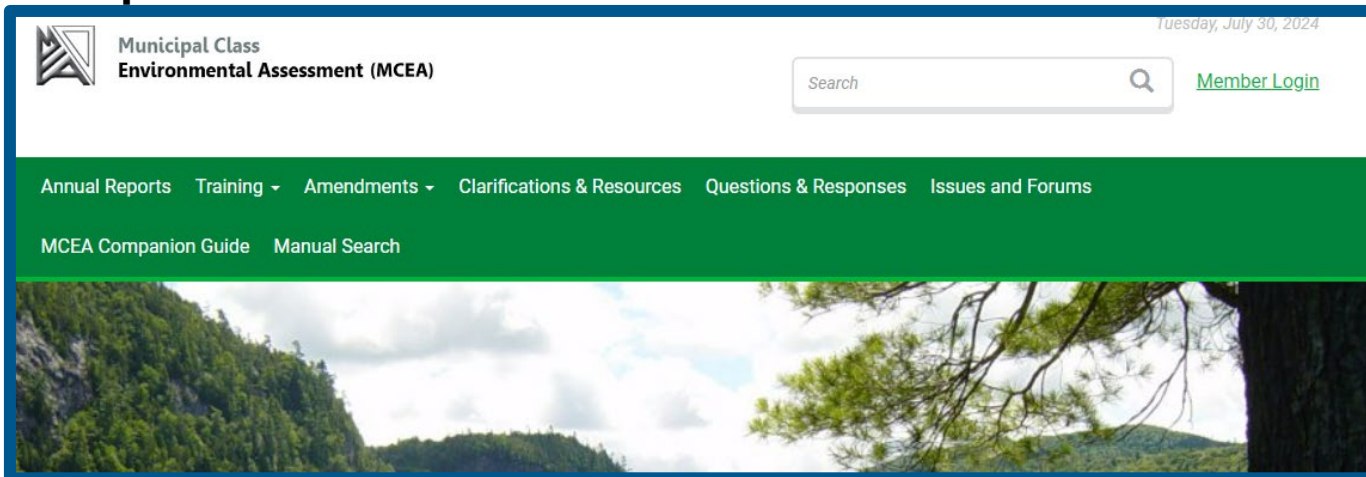 Tuesday, July 30, 2024
Municipal Class
Environmental Assessment (MCEA)
Search
Member Login
Annual Reports Training Amendments Clarifications & Resources Questions & Responses Issues and Forums
MCEA Companion Guide Manual Search